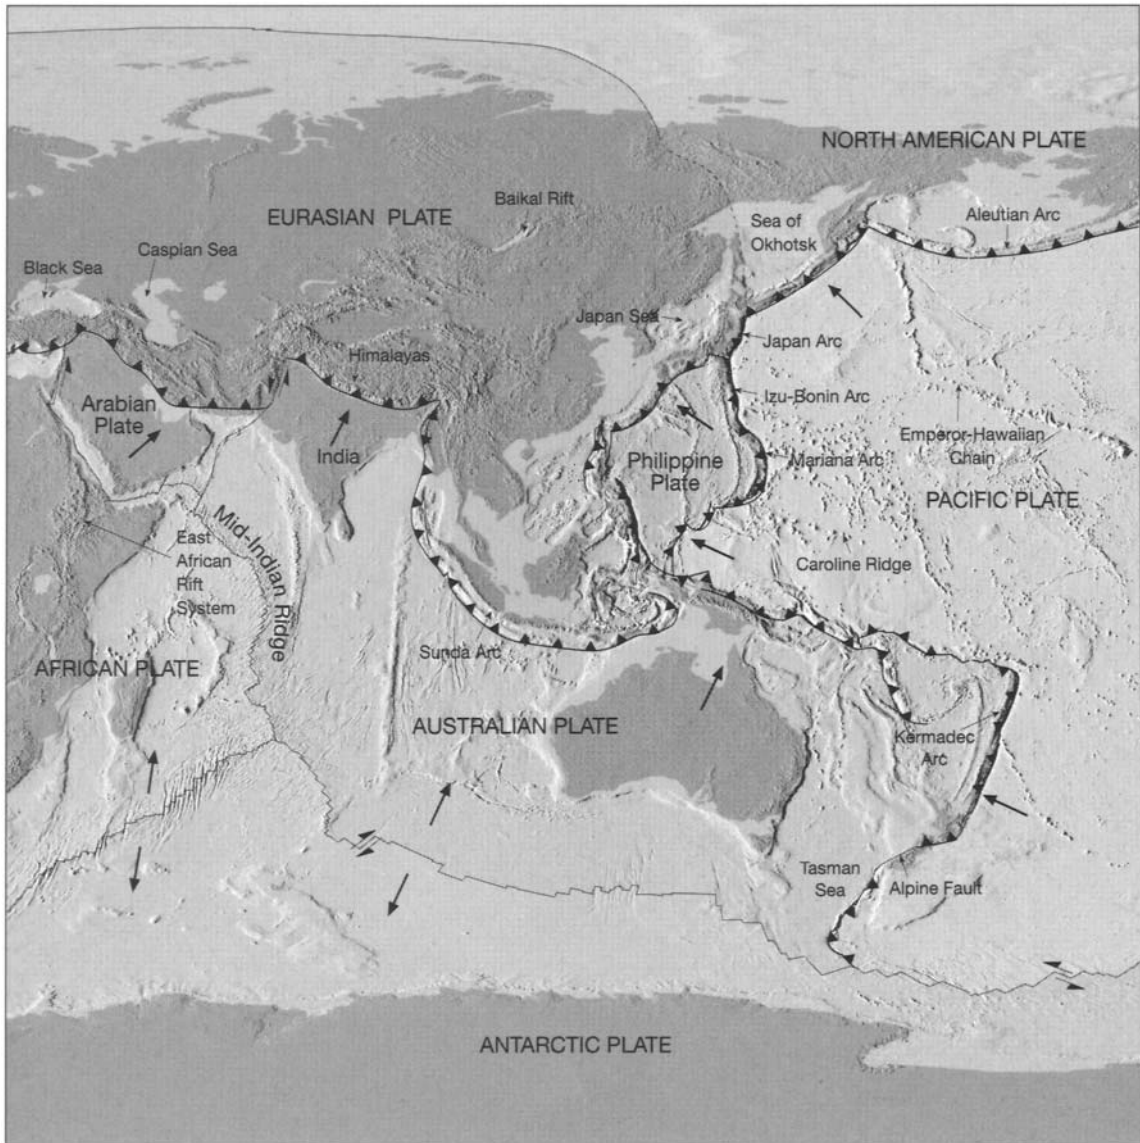 NORTH AMERICAN PLATE
Baikal Rift
EURASIAN PLATE
Sea of
Okhotsk
Aleutian Arc
Caspian Sea
Black Sea
Japan Sea
Japan Arc
Himalayas
Arabian
Plate
Izu-Bonin Arc
Emperor-Hawaiian
Chain
India
Philippine
Plate
Mariana Arc
PACIFIC PLATE
Mid-Indian Ridge
East
African
Rift
System
Caroline Ridge
AFRICAN PLATE
Sunda Arc
AUSTRALIAN PLATE
Kermadec
Arc
Tasman
Sea
Alpine Fault
ANTARCTIC PLATE